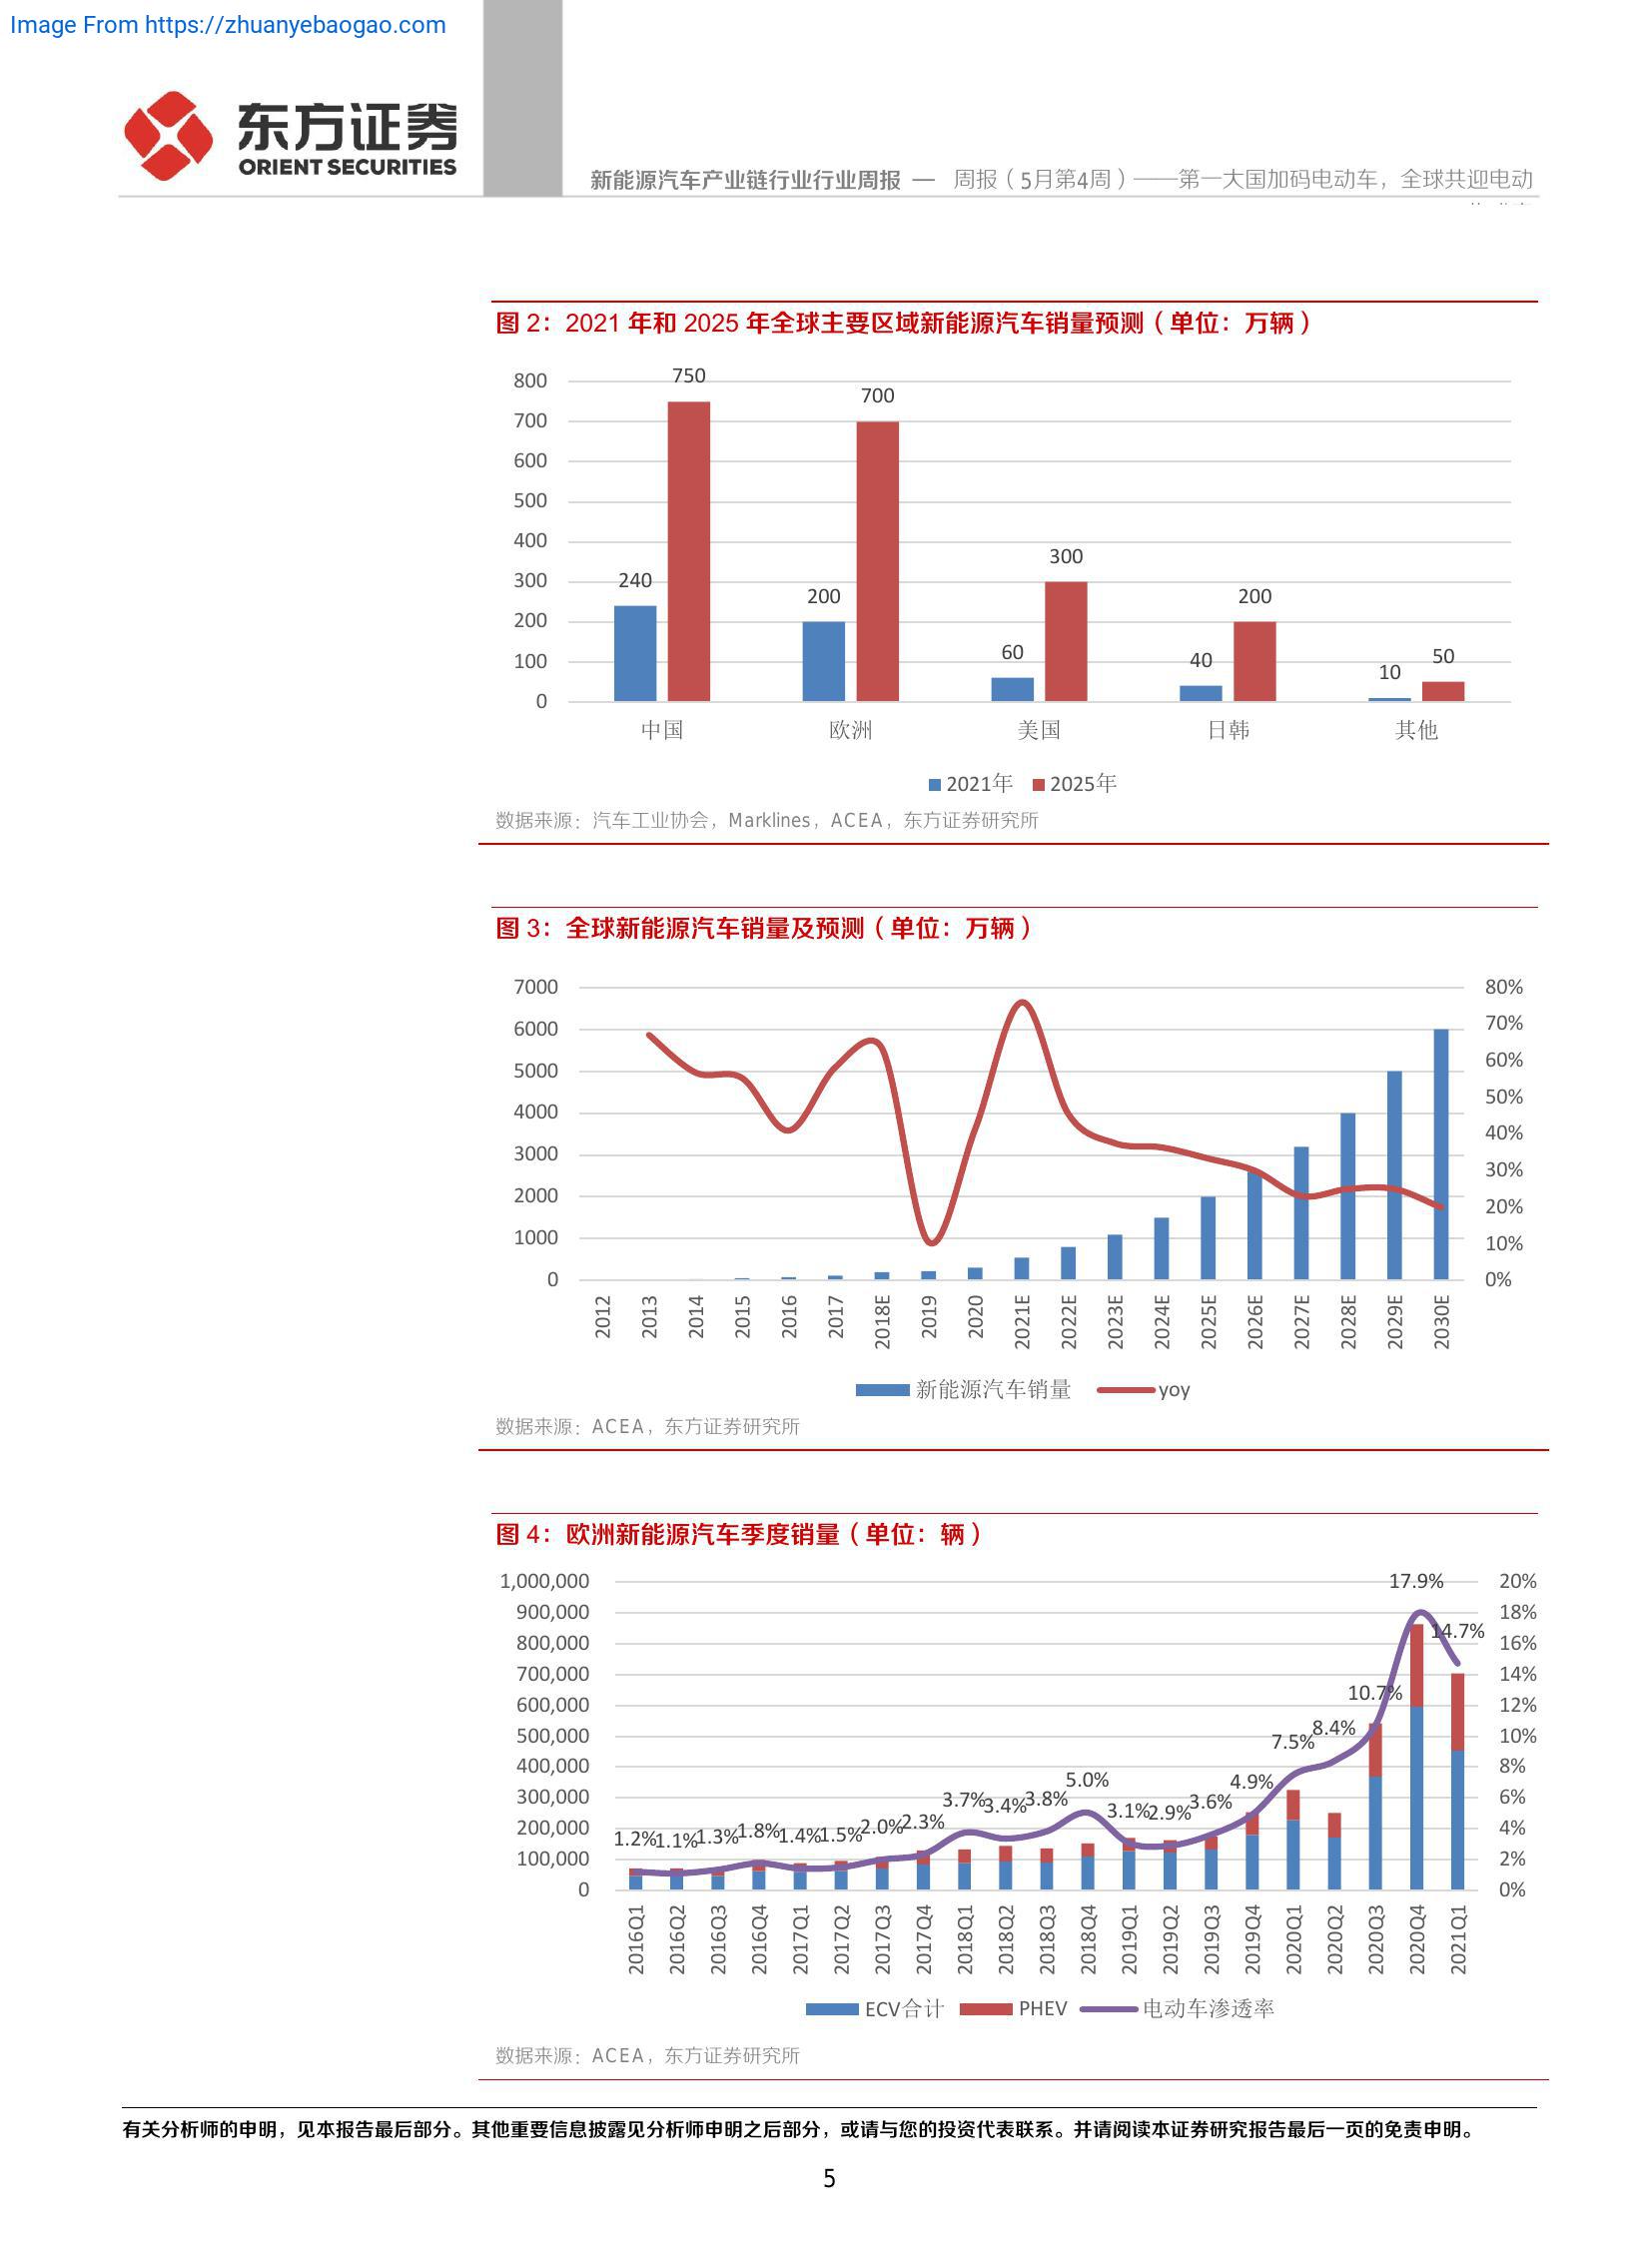 Image From https://zhuanyebaogao.com
东方证券
ORIENT SECURITIES
新能源汽车产业链行业行业周报 — 周报（5月第4周）——第一大国加码电动车，全球共迎电动
图 2：2021 年和 2025 年全球主要区域新能源汽车销量预测（单位：万辆）
800
700
600
500
400
300
200
100
0
240
750
200
700
60
300
40
200
10
50
中国
欧洲
美国
日韩
其他
2021年 2025年
数据来源：汽车工业协会，Marklines，ACEA，东方证券研究所
图 3：全球新能源汽车销量及预测（单位：万辆）
7000
6000
5000
4000
3000
2000
1000
0
80%
70%
60%
50%
40%
30%
20%
10%
0%
2012
2013
2014
2015
2016
2017
2018E
2019
2020
2021E
2022E
2023E
2024E
2025E
2026E
2027E
2028E
2029E
2030E
新能源汽车销量 yoy
数据来源：ACEA，东方证券研究所
图 4：欧洲新能源汽车季度销量（单位：辆）
1,000,000
900,000
800,000
700,000
600,000
500,000
400,000
300,000
200,000
100,000
0
1.2%
1.1%
1.3%
1.8%
1.4%
1.5%
2.0%
2.3%
3.7%
3.4%
3.8%
5.0%
3.1%
2.9%
3.6%
4.9%
7.5%
8.4%
10.7%
17.9%
14.7%
20%
18%
16%
14%
12%
10%
8%
6%
4%
2%
0%
2016Q1
2016Q2
2016Q3
2016Q4
2017Q1
2017Q2
2017Q3
2017Q4
2018Q1
2018Q2
2018Q3
2018Q4
2019Q1
2019Q2
2019Q3
2019Q4
2020Q1
2020Q2
2020Q3
2020Q4
2021Q1
ECV合计 PHEV 电动车渗透率
数据来源：ACEA，东方证券研究所
有关分析师的申明，见本报告最后部分。其他重要信息披露见分析师申明之后部分，或请与您的投资代表联系。并请阅读本证券研究报告最后一页的免责申明。
5